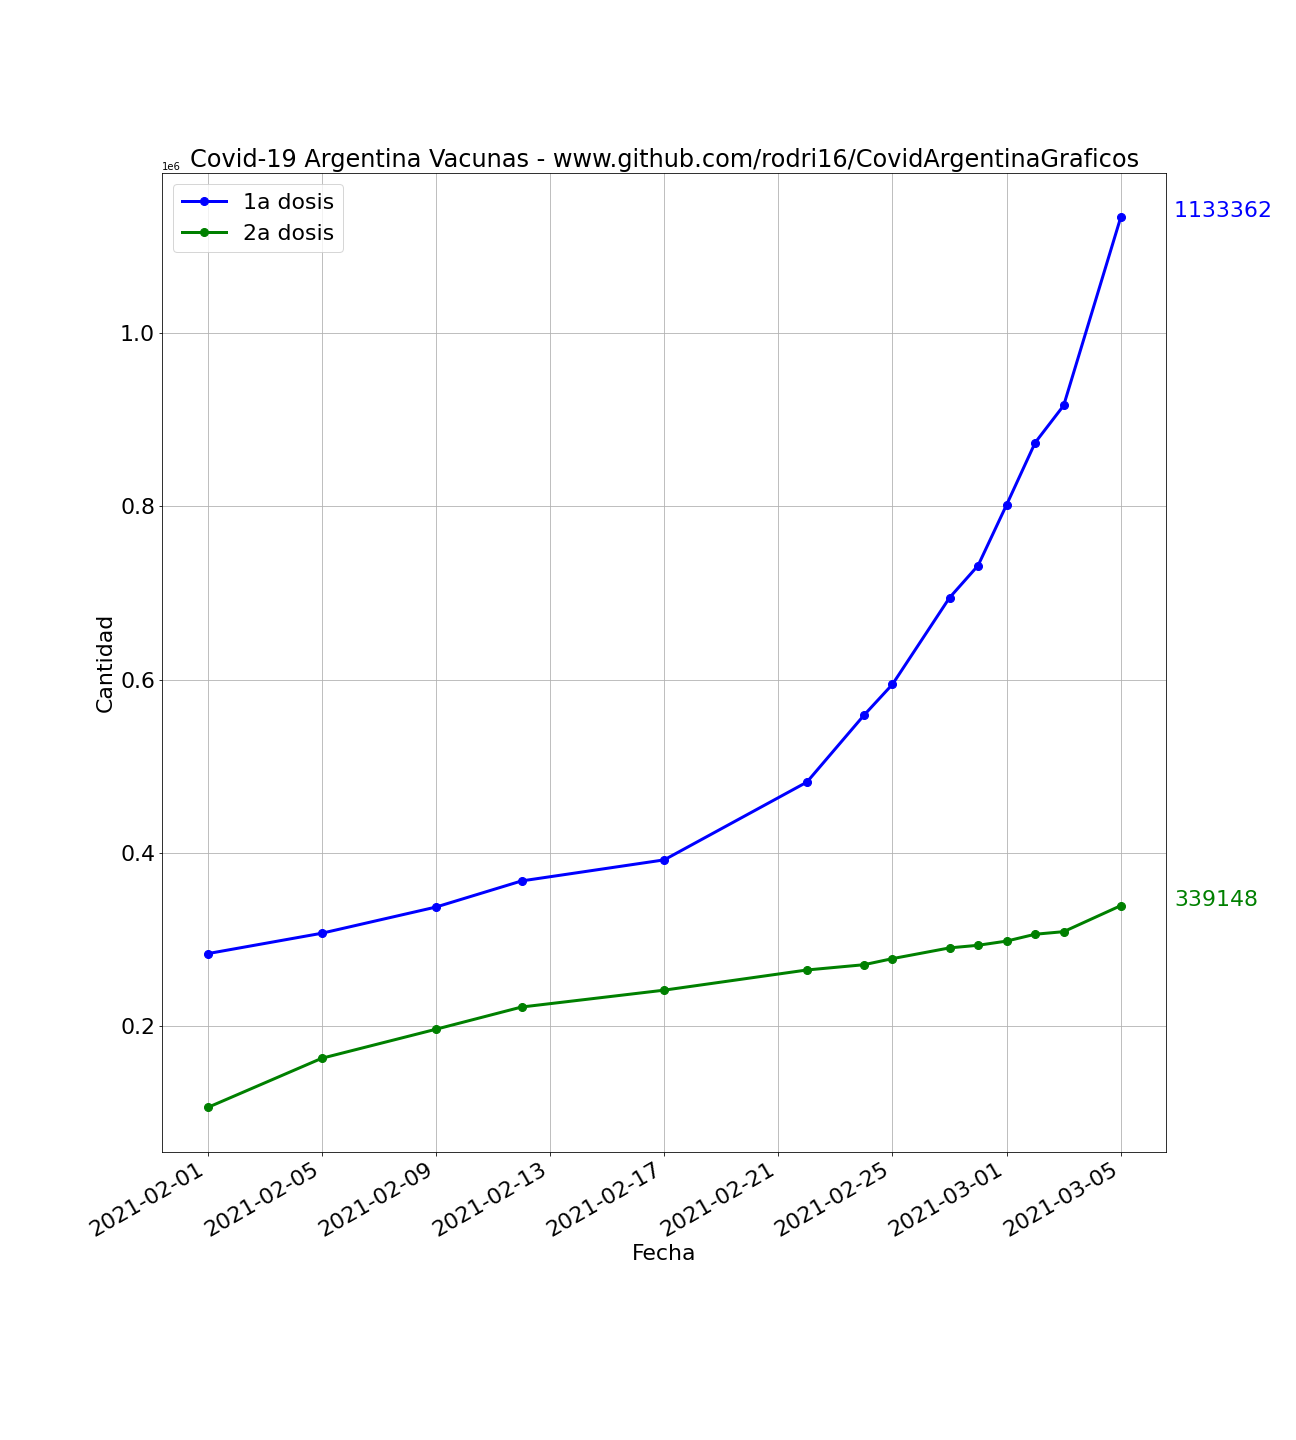 Covid-19 Argentina Vacunas - www.github.com/rodri16/CovidArgentinaGraficos
1e6
1a dosis
2a dosis
1133362
339148
1.0
0.8
0.6
0.4
0.2
Cantidad
2021-02-01
2021-02-05
2021-02-09
2021-02-13
2021-02-17
2021-02-21
2021-02-25
2021-03-01
2021-03-05
Fecha